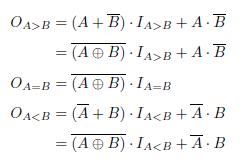 O_{A>B} = (A + \overline{B}) · I_{A>B} + A · \overline{B}
= \overline{(A ⊕ B)} · I_{A>B} + A · \overline{B}
O_{A=B} = \overline{(A ⊕ B)} · I_{A=B}
O_{A<B} = (\overline{A} + B) · I_{A<B} + \overline{A} · B
= \overline{(A ⊕ B)} · I_{A<B} + \overline{A} · B